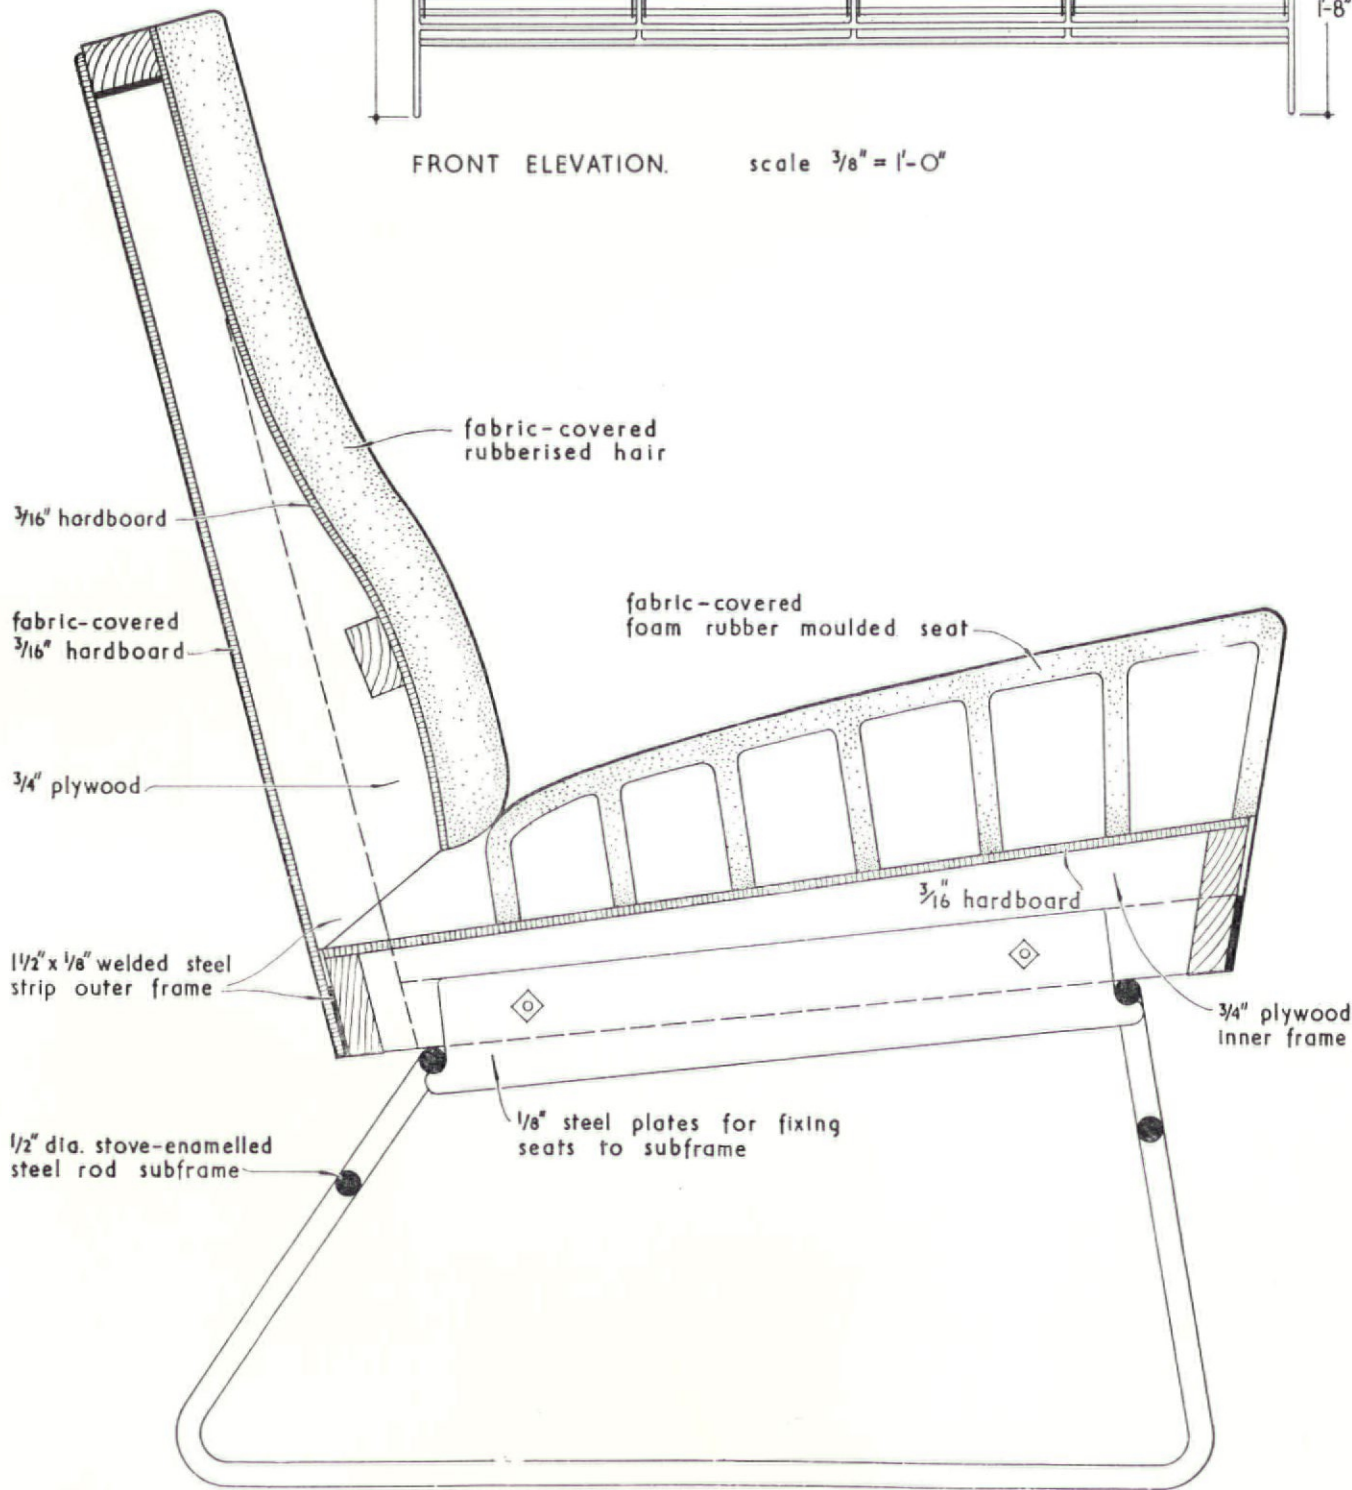 1'-8"
FRONT ELEVATION. scale 3/8" = 1'-0"
fabric-covered
rubberised hair
3/16" hardboard
fabric-covered
3/16" hardboard
fabric-covered
foam rubber moulded seat
3/4" plywood
3/16" hardboard
1 1/2" x 1/8" welded steel
strip outer frame
3/4" plywood
inner frame
1/8" steel plates for fixing
seats to subframe
1/2" dia. stove-enamelled
steel rod subframe